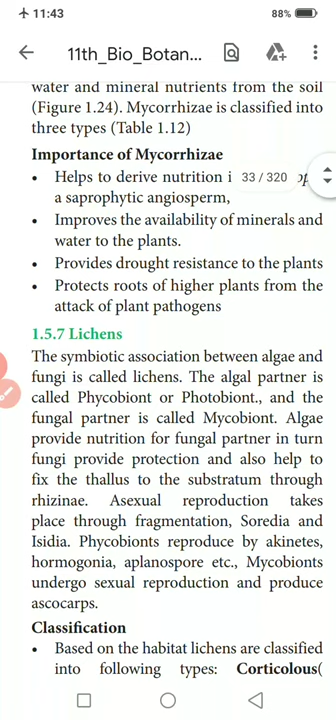 11:43
88%
11th_Bio_Botan...
water and mineral nutrients from the soil
(Figure 1.24). Mycorrhizae is classified into
three types (Table 1.12)
Importance of Mycorrhizae
• Helps to derive nutrition i
33 / 320
a saprophytic angiosperm,
• Improves the availability of minerals and
water to the plants.
• Provides drought resistance to the plants
• Protects roots of higher plants from the
attack of plant pathogens
1.5.7 Lichens
The symbiotic association between algae and
fungi is called lichens. The algal partner is
called Phycobiont or Photobiont., and the
fungal partner is called Mycobiont. Algae
provide nutrition for fungal partner in turn
fungi provide protection and also help to
fix the thallus to the substratum through
rhizinae. Asexual reproduction takes
place through fragmentation, Soredia and
Isidia. Phycobionts reproduce by akinetes,
hormogonia, aplanospore etc., Mycobionts
undergo sexual reproduction and produce
ascocarps.
Classification
• Based on the habitat lichens are classified
into following types: Corticolous(